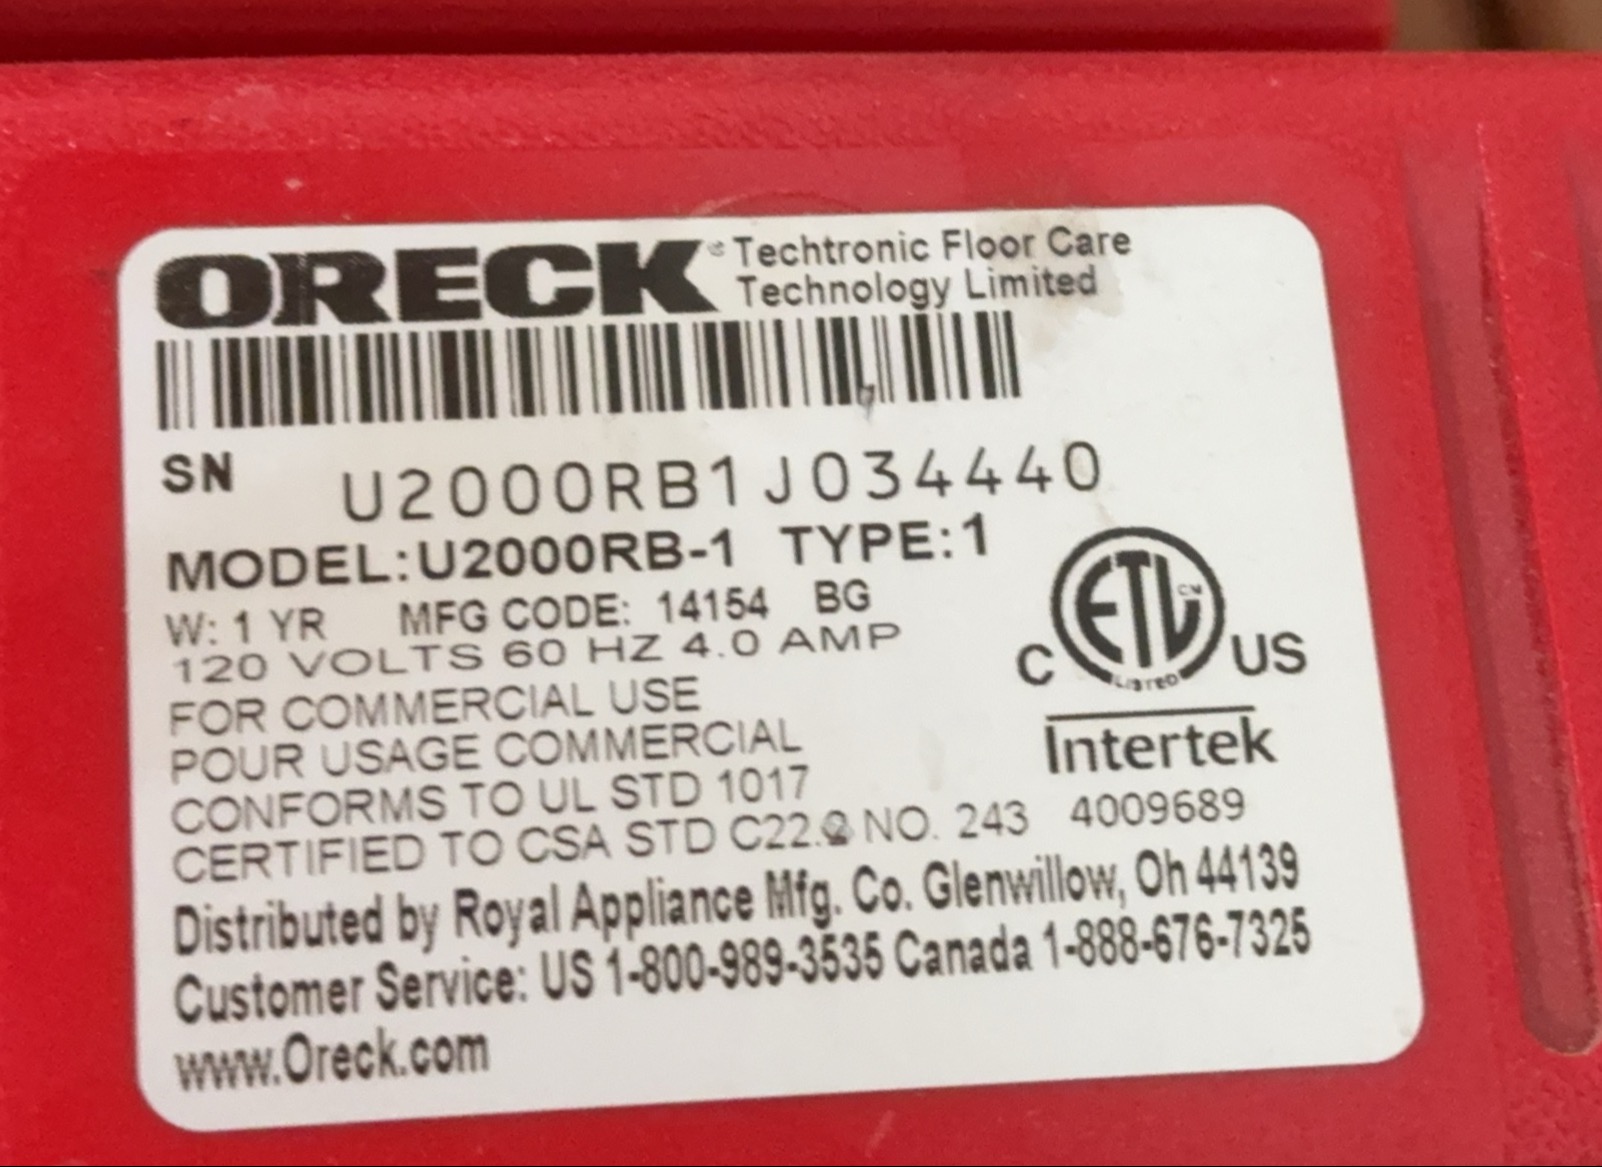 ORECK® Techtronic Floor Care
Technology Limited
SN U2000RB1J034440
MODEL:U2000RB-1 TYPE:1
W: 1 YR MFG CODE: 14154 BG
120 VOLTS 60 HZ 4.0 AMP
FOR COMMERCIAL USE
POUR USAGE COMMERCIAL
CONFORMS TO UL STD 1017
CERTIFIED TO CSA STD C22.2 NO. 243
C ETL CM US
LISTED
Intertek
4009689
Distributed by Royal Appliance Mfg. Co. Glenwillow, Oh 44139
Customer Service: US 1-800-989-3535 Canada 1-888-676-7325
www.Oreck.com